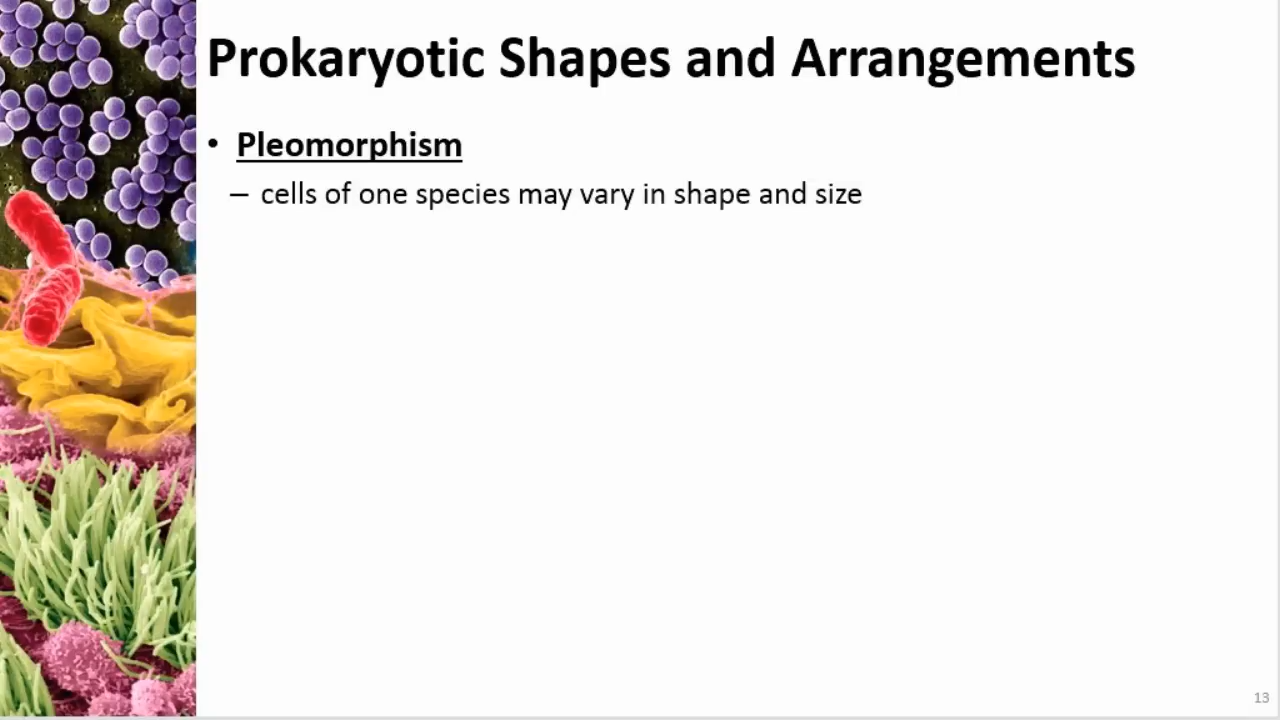 Prokaryotic Shapes and Arrangements
• Pleomorphism
– cells of one species may vary in shape and size
13